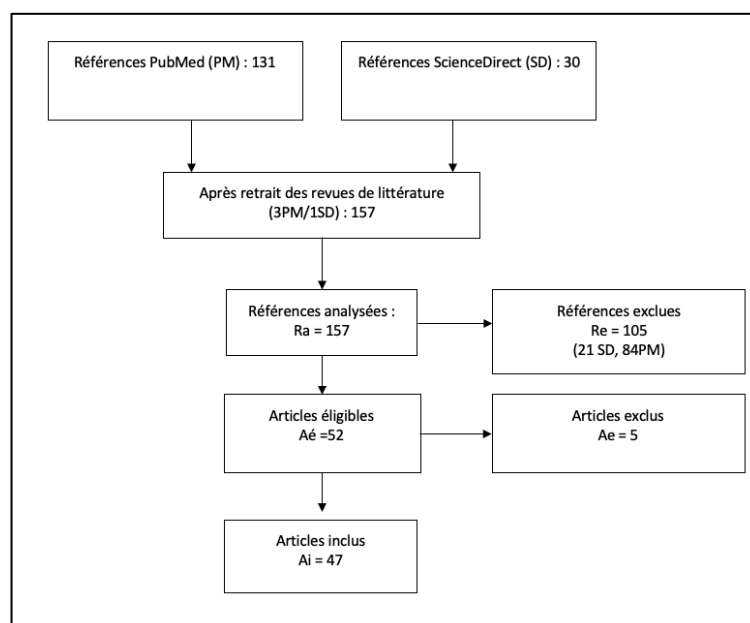 Références PubMed (PM) : 131
Références ScienceDirect (SD) : 30
Après retrait des revues de littérature
(3PM/1SD) : 157
Références analysées :
Ra = 157
Références exclues
Re = 105
(21 SD, 84PM)
Articles éligibles
Aé =52
Articles exclus
Ae = 5
Articles inclus
Ai = 47